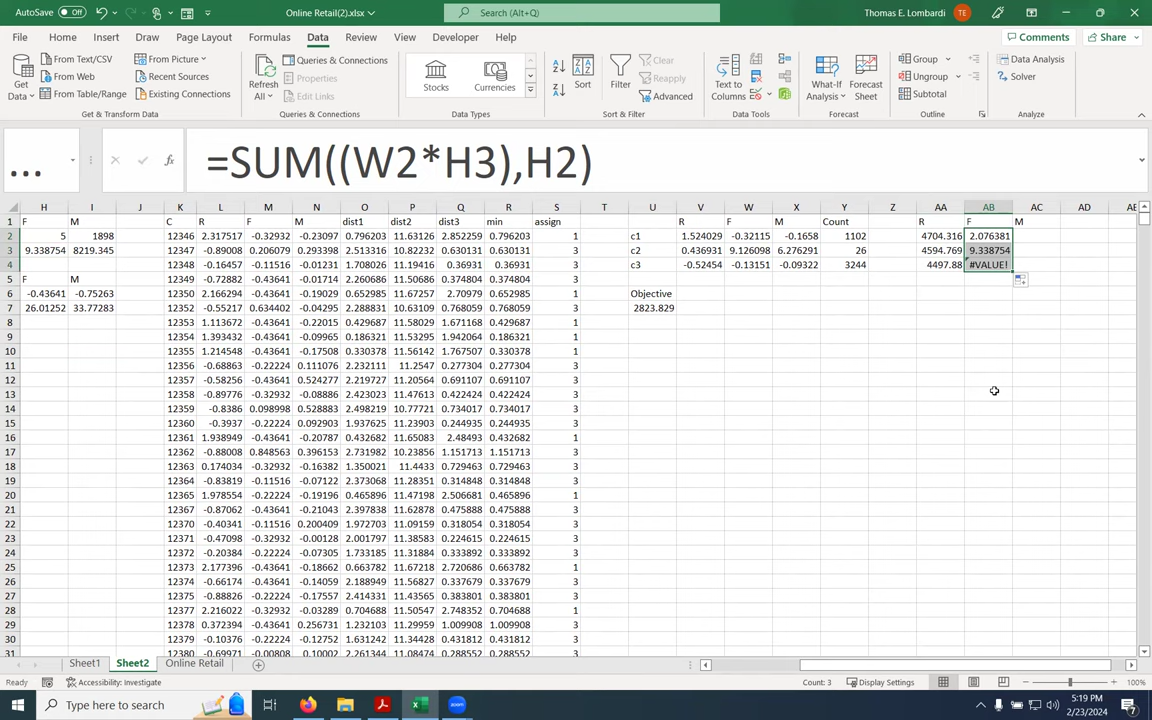 AutoSave Off Online Retail(2).xlsx Search (Alt+Q) Thomas E. Lombardi TE
File Home Insert Draw Page Layout Formulas Data Review View Developer Help Comments Share
Get Data From Text/CSV From Web From Table/Range From Picture Recent Sources Existing Connections
Refresh All Queries & Connections Properties Edit Links Stocks Currencies
Sort Filter Clear Reapply Advanced Text to Columns What-If Analysis Forecast Sheet
Group Ungroup Subtotal Data Analysis Solver
Get & Transform Data Queries & Connections Data Types Sort & Filter Data Tools Forecast Outline Analyze
... fx =SUM((W2*H3),H2)
H I J K L M N O P Q R S T U V W X Y Z AA AB AC AD AE
1 F M C R F M dist1 dist2 dist3 min assign R F M Count R F M
2 5 1898 12346 2.317517 -0.32932 -0.23097 0.796203 11.63126 2.852259 0.796203 1 c1 1.524029 -0.32115 -0.1658 1102 4704.316 2.076381
3 9.338754 8219.345 12347 -0.89008 0.206079 0.293928 2.513316 10.82232 0.630131 0.630131 3 c2 0.436931 9.126098 6.276291 26 4594.769 9.338754
4 12348 -0.16457 -0.11516 -0.01231 1.708026 11.19416 0.36931 0.36931 3 c3 -0.52454 -0.13151 -0.09322 3244 4497.88 #VALUE!
5 F M 12349 -0.72882 -0.43641 -0.01714 2.260686 11.50686 0.374804 0.374804 3
6 -0.43641 -0.75263 12350 2.166294 -0.43641 -0.19029 0.652985 11.67257 2.70979 0.652985 1 Objective
7 26.01252 33.77283 12352 -0.55217 0.634408 -0.04295 2.288831 10.63109 0.768059 0.768059 3 2823.829
8 12353 1.113672 -0.43641 -0.22015 0.429687 11.58029 1.671168 0.429687 1
9 12354 1.393432 -0.43641 -0.09965 0.186321 11.53295 1.942064 0.186321 1
10 12355 1.214548 -0.43641 -0.17508 0.330378 11.56142 1.767507 0.330378 1
11 12356 -0.68863 -0.22224 0.111076 2.232111 11.2547 0.277304 0.277304 3
12 12357 -0.58256 -0.43641 0.524277 2.219727 11.20564 0.691107 0.691107 3
13 12358 -0.89776 -0.32932 -0.08886 2.423023 11.47613 0.422424 0.422424 3
14 12359 -0.8386 0.098998 0.528883 2.498219 10.77721 0.734017 0.734017 3
15 12360 -0.3937 -0.22224 0.092903 1.937625 11.23903 0.244935 0.244935 3
16 12361 1.938949 -0.43641 -0.20787 0.432682 11.65083 2.48493 0.432682 1
17 12362 -0.88008 0.848563 0.396153 2.731982 10.23856 1.151713 1.151713 3
18 12363 0.174034 -0.32932 -0.16382 1.350021 11.4433 0.729463 0.729463 3
19 12364 -0.83819 -0.22224 -0.07112 2.373068 11.28351 0.314848 0.314848 3
20 12365 1.978554 -0.22224 -0.19196 0.465896 11.47198 2.506681 0.465896 1
21 12367 -0.87062 -0.43641 -0.21038 2.397838 11.62878 0.475888 0.475888 3
22 12370 -0.40341 -0.11516 0.200409 1.972703 11.09159 0.318054 0.318054 3
23 12371 -0.47098 -0.32932 -0.00128 2.001797 11.38583 0.224615 0.224615 3
24 12372 -0.20384 -0.22224 -0.07305 1.733185 11.31884 0.333892 0.333892 3
25 12373 2.177396 -0.43641 -0.18662 0.663782 11.67218 2.720686 0.663782 1
26 12374 -0.66174 -0.43641 -0.14059 2.188949 11.56827 0.337679 0.337679 3
27 12375 -0.88826 -0.22224 -0.17557 2.414331 11.43565 0.383801 0.383801 3
28 12377 2.216022 -0.32932 -0.03289 0.704688 11.50547 2.748352 0.704688 1
29 12378 0.372394 -0.43641 0.256731 1.232103 11.29959 1.009908 1.009908 3
30 12379 -0.10376 -0.22224 -0.12752 1.631242 11.34428 0.431812 0.431812 3
31 12380 -0.69971 -0.00808 0.10002 2.261344 11.08715 0.288552 0.288552 3
Sheet1 Sheet2 Online Retail
Ready Accessibility: Investigate Count: 3 Display Settings 100%
Type here to search 5:19 PM
2/23/2024 7